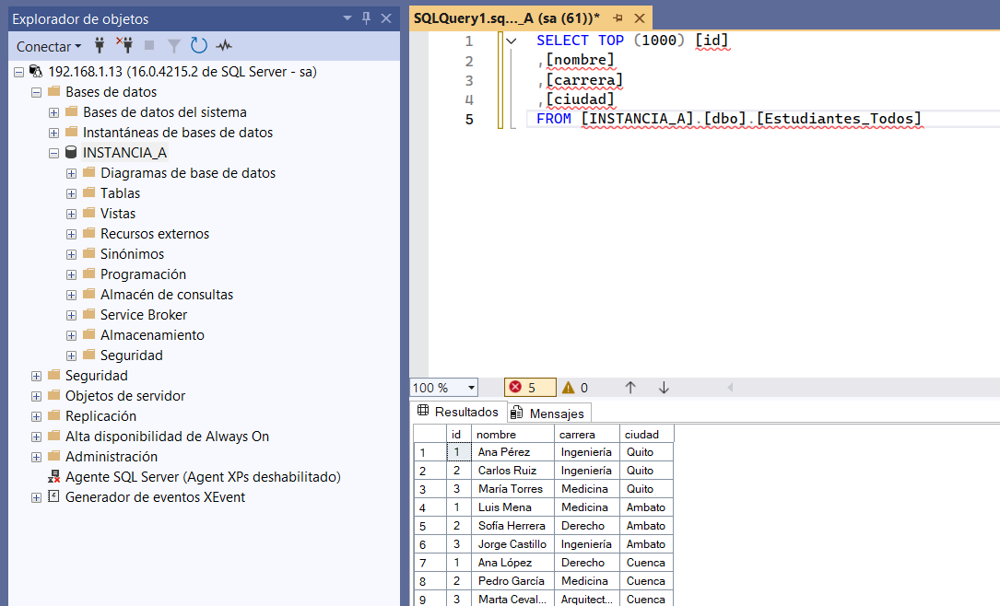 Explorador de objetos
Conectar
192.168.1.13 (16.0.4215.2 de SQL Server - sa)
Bases de datos
Bases de datos del sistema
Instantáneas de bases de datos
INSTANCIA_A
Diagramas de base de datos
Tablas
Vistas
Recursos externos
Sinónimos
Programación
Almacén de consultas
Service Broker
Almacenamiento
Seguridad
Seguridad
Objetos de servidor
Replicación
Alta disponibilidad de Always On
Administración
Agente SQL Server (Agent XPs deshabilitado)
Generador de eventos XEvent
SQLQuery1.sq..._A (sa (61))*
1 SELECT TOP (1000) [id]
2 ,[nombre]
3 ,[carrera]
4 ,[ciudad]
5 FROM [INSTANCIA_A].[dbo].[Estudiantes_Todos]
100 % 5 0
Resultados Mensajes
id nombre carrera ciudad
1 1 Ana Pérez Ingeniería Quito
2 2 Carlos Ruiz Ingeniería Quito
3 3 María Torres Medicina Quito
4 1 Luis Mena Medicina Ambato
5 2 Sofía Herrera Derecho Ambato
6 3 Jorge Castillo Ingeniería Ambato
7 1 Ana López Derecho Cuenca
8 2 Pedro García Medicina Cuenca
9 3 Marta Ceval... Arquitect... Cuenca